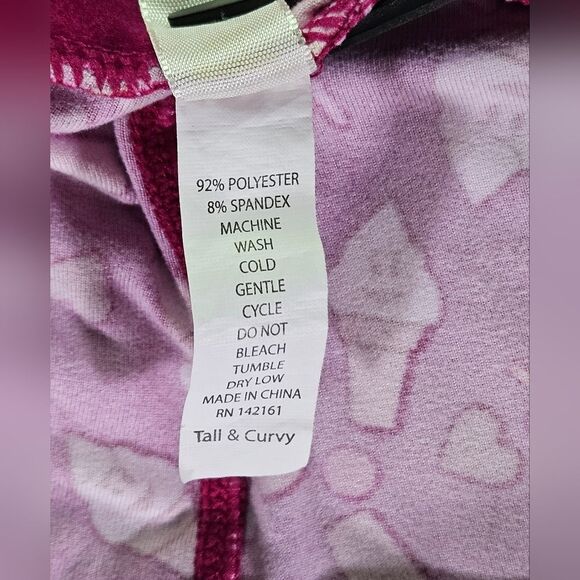 92% POLYESTER
8% SPANDEX
MACHINE
WASH
COLD
GENTLE
CYCLE
DO NOT
BLEACH
TUMBLE
DRY LOW
MADE IN CHINA
RN 142161
Tall & Curvy